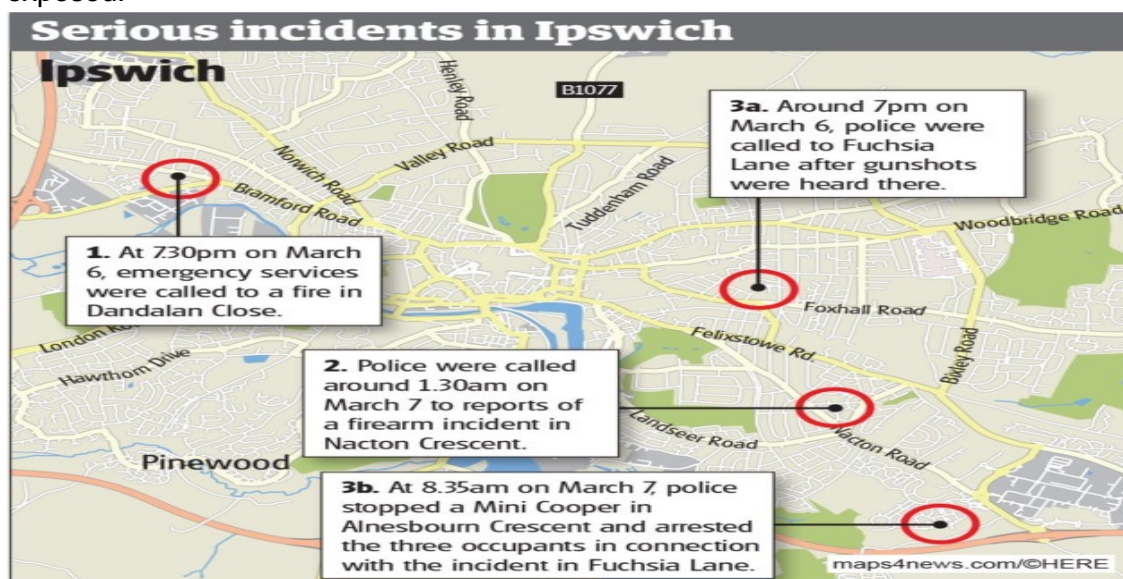 exposed.
Serious incidents in Ipswich
Ipswich
B1077
Henley Road
Norwich Road
Valley Road
Tuddenham Road
Bramford Road
Woodbridge Road
3a. Around 7pm on
March 6, police were
called to Fuchsia
Lane after gunshots
were heard there.
1. At 7.30pm on March
6, emergency services
were called to a fire in
Dandalan Close.
Foxhall Road
London
Hawthorn Drive
Felixstowe Rd
Bixley Road
2. Police were called
around 1.30am on
March 7 to reports of
a firearm incident in
Nacton Crescent.
Landseer Road
Nacton Road
Pinewood
3b. At 8.35am on March 7, police
stopped a Mini Cooper in
Alnesbourn Crescent and arrested
the three occupants in connection
with the incident in Fuchsia Lane.
maps4news.com/©HERE